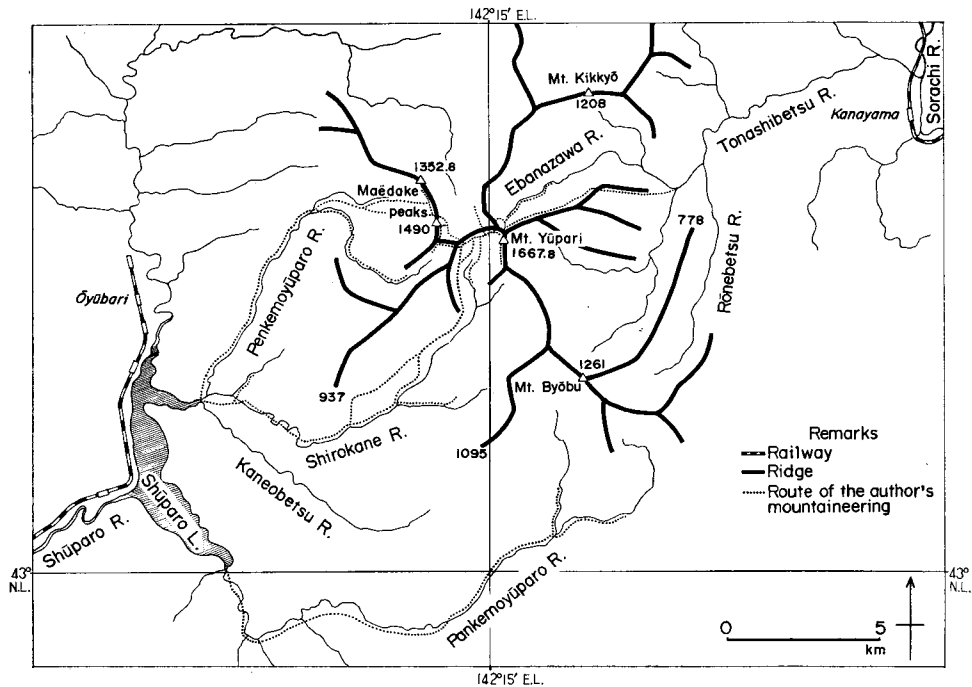 142°15' E.L.
Mt. Kikkyō
1208
Kanayama
Sorachi R.
Tonashibetsu R.
Ebanazawa R.
1352.8
Maëdake
peaks
1490
Mt. Yūpari
1667.8
778
Rōnebetsu R.
Ōyūbari
Penkemoyūparo R.
937
1261
Mt. Byōbu
1095
Shirokane R.
Kaneobetsu R.
Shūparo L.
Shūparo R.
Pankemoyūparo R.
Remarks
Railway
Ridge
Route of the author's
mountaineering
43°
N.L.
43°
N.L.
0 5
km
142°15' E.L.